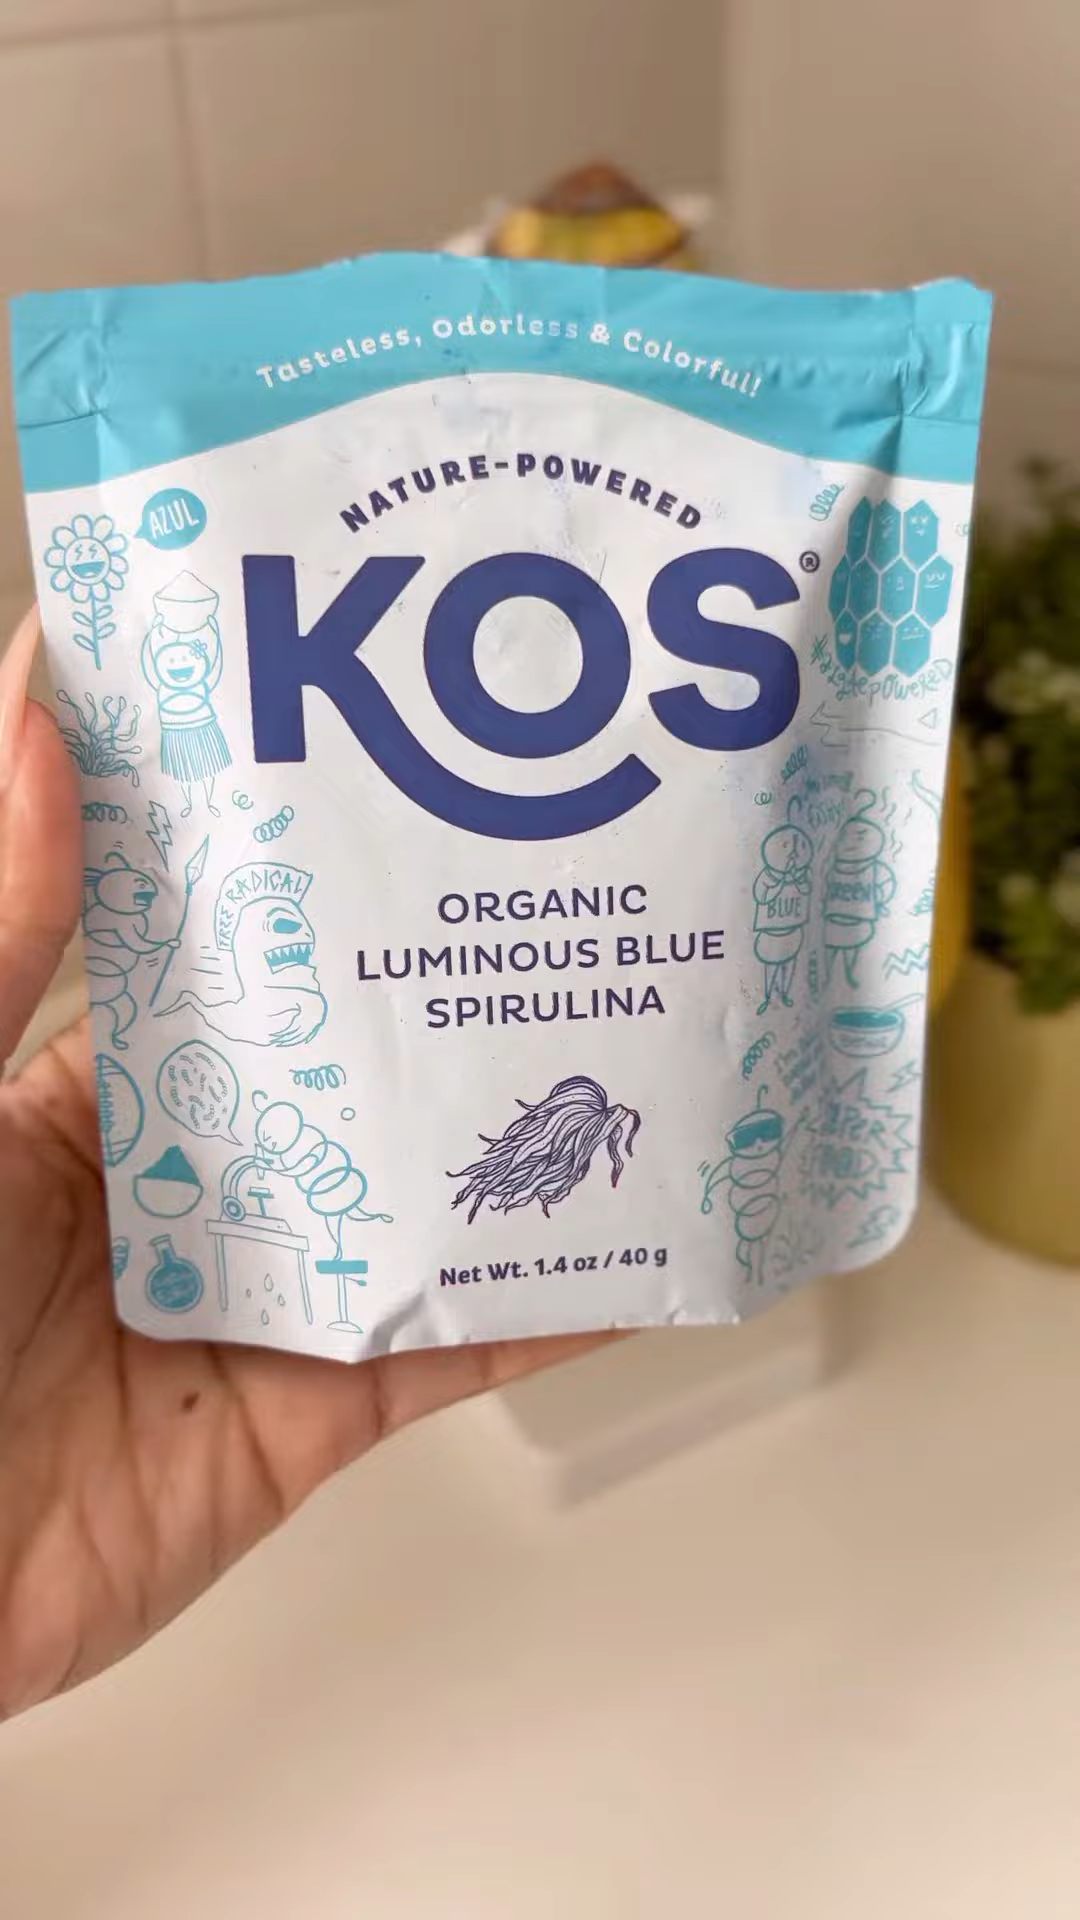 Tasteless, Odorless & Colorful!
NATURE-POWERED
KOS®
AZUL
FREE RADICAL
BLUE
ORGANIC
LUMINOUS BLUE
SPIRULINA
Net Wt. 1.4 oz / 40 g